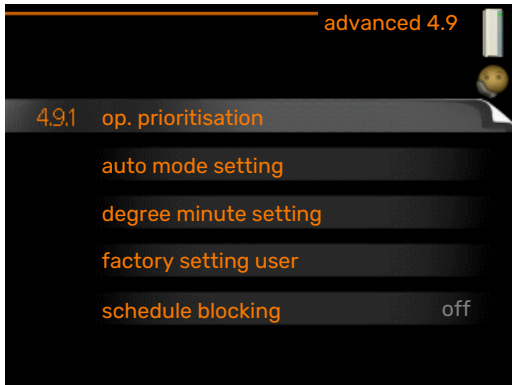 advanced 4.9
4.9.1 op. prioritisation
auto mode setting
degree minute setting
factory setting user
schedule blocking off